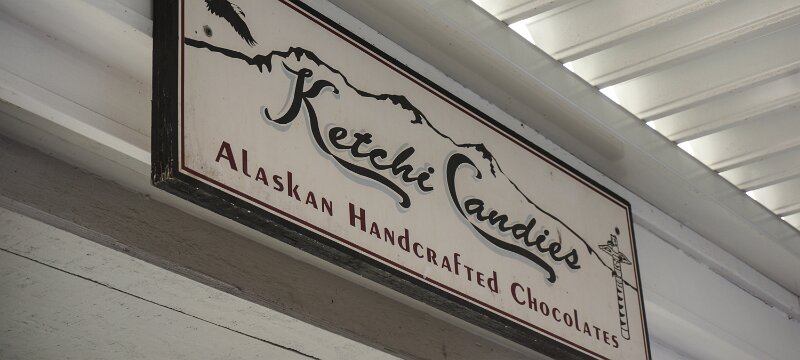 Ketchi Candies
Alaskan Handcrafted Chocolates